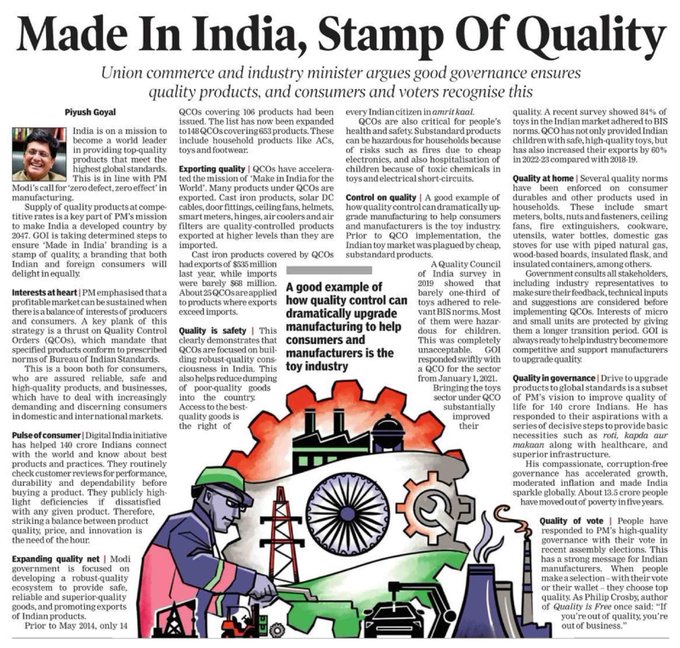 Made In India, Stamp Of Quality
Union commerce and industry minister argues good governance ensures
quality products, and consumers and voters recognise this
Piyush Goyal
India is on a mission to
become a world leader
in providing top-quality
products that meet the
highest global standards.
This is in line with PM
Modi's call for 'zero defect, zero effect' in
manufacturing.
Supply of quality products at compe-
titive rates is a key part of PM's mission
to make India a developed country by
2047. GOI is taking determined steps to
ensure 'Made in India' branding is a
stamp of quality, a branding that both
Indian and foreign consumers will
delight in equally.
Interests at heart | PM emphasised that a
profitable market can be sustained when
there is a balance of interests of producers
and consumers. A key plank of this
strategy is a thrust on Quality Control
Orders (QCOs), which mandate that
specified products conform to prescribed
norms of Bureau of Indian Standards.
This is a boon both for consumers,
who are assured reliable, safe and
high-quality products, and businesses,
which have to deal with increasingly
demanding and discerning consumers
in domestic and international markets.
Pulse of consumer | Digital India initiative
has helped 140 crore Indians connect
with the world and know about best
products and practices. They routinely
check customer reviews for performance,
durability and dependability before
buying a product. They publicly high-
light deficiencies if dissatisfied
with any given product. Therefore,
striking a balance between product
quality, price, and innovation is
the need of the hour.
Expanding quality net | Modi
government is focused on
developing a robust-quality
ecosystem to provide safe,
reliable and superior-quality
goods, and promoting exports
of Indian products.
Prior to May 2014, only 14
QCOs covering 106 products had been
issued. The list has now been expanded
to 148 QCOs covering 653 products. These
include household products like ACs,
toys and footwear.
Exporting quality | QCOs have accelera-
ted the mission of 'Make in India for the
World'. Many products under QCOs are
exported. Cast iron products, solar DC
cables, door fittings, ceiling fans, helmets,
smart meters, hinges, air coolers and air
filters are quality-controlled products
exported at higher levels than they are
imported.
Cast iron products covered by QCOs
had exports of $535 million
last year, while imports
were barely $68 million.
About 25 QCOs are applied
to products where exports
exceed imports.
Quality is safety | This
clearly demonstrates that
QCOs are focused on buil-
ding robust-quality cons-
ciousness in India. This
also helps reduce dumping
of poor-quality goods
into the country.
Access to the best-
quality goods is
the right of
every Indian citizen in amrit kaal.
QCOs are also critical for people's
health and safety. Substandard products
can be hazardous for households because
of risks such as fires due to cheap
electronics, and also hospitalisation of
children because of toxic chemicals in
toys and electrical short-circuits.
Control on quality | A good example of
how quality control can dramatically up-
grade manufacturing to help consumers
and manufacturers is the toy industry.
Prior to QCO implementation, the
Indian toy market was plagued by cheap,
substandard products.
A Quality Council
of India survey in
2019 showed that
barely one-third of
toys adhered to rele-
vant BIS norms. Most
of them were hazar-
dous for children.
This was completely
unacceptable. GOI
responded swiftly with
a QCO for the sector
from January 1, 2021.
Bringing the toys
sector under QCO
substantially
improved
their
A good example of
how quality control can
dramatically upgrade
manufacturing to help
consumers and
manufacturers is the
toy industry
quality. A recent survey showed 84% of
toys in the Indian market adhered to BIS
norms. QCO has not only provided Indian
children with safe, high-quality toys, but
has also increased their exports by 60%
in 2022-23 compared with 2018-19.
Quality at home | Several quality norms
have been enforced on consumer
durables and other products used in
households. These include smart
meters, bolts, nuts and fasteners, ceiling
fans, fire extinguishers, cookware,
utensils, water bottles, domestic gas
stoves for use with piped natural gas,
wood-based boards, insulated flask, and
insulated containers, among others.
Government consults all stakeholders,
including industry representatives to
make sure their feedback, technical inputs
and suggestions are considered before
implementing QCOs. Interests of micro
and small units are protected by giving
them a longer transition period. GOI is
always ready to help industry become more
competitive and support manufacturers
to upgrade quality.
Quality in governance | Drive to upgrade
products to global standards is a subset
of PM's vision to improve quality of
life for 140 crore Indians. He has
responded to their aspirations with a
series of decisive steps to provide basic
necessities such as roti, kapda aur
makaan along with healthcare, and
superior infrastructure.
His compassionate, corruption-free
governance has accelerated growth,
moderated inflation and made India
sparkle globally. About 13.5 crore people
have moved out of poverty in five years.
Quality of vote | People have
responded to PM's high-quality
governance with their vote in
recent assembly elections. This
has a strong message for Indian
manufacturers. When people
make a selection – with their vote
or their wallet – they choose top
quality. As Philip Crosby, author
of Quality is Free once said: "If
you're out of quality, you're
out of business."